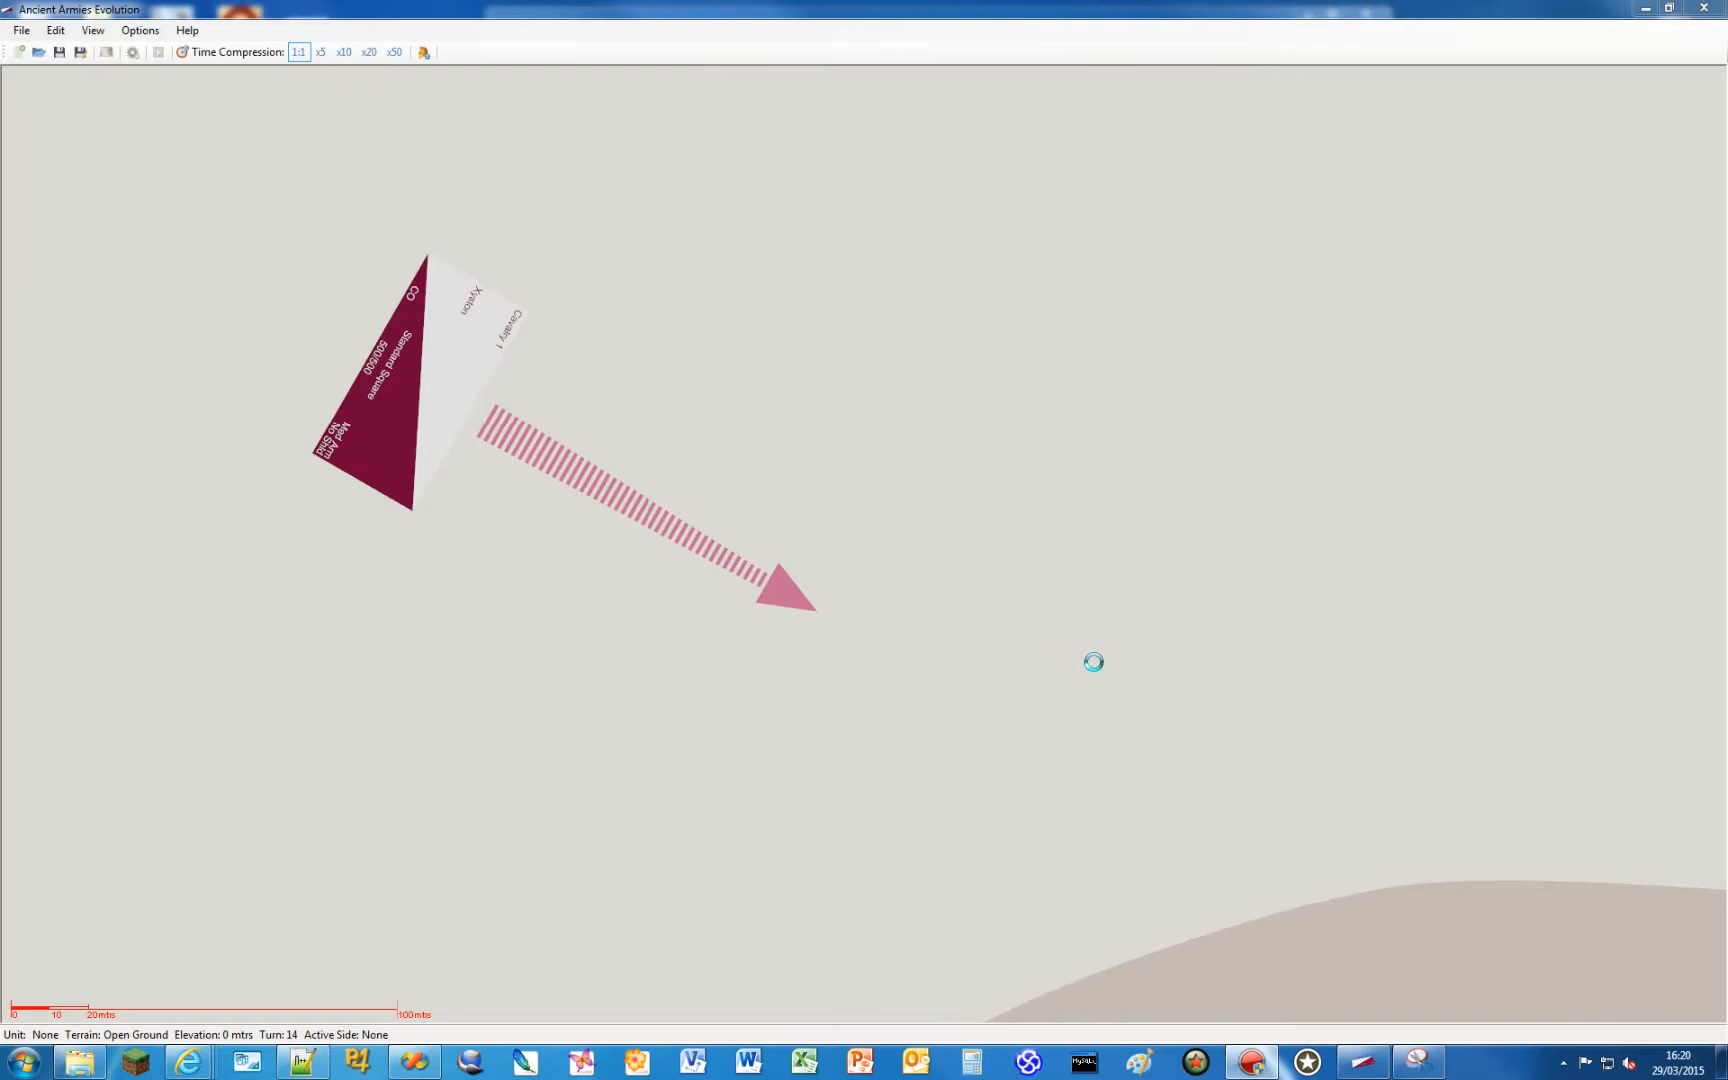 Ancient Armies Evolution
File Edit View Options Help
Time Compression: 1:1 x5 x10 x20 x50
CO
Xyston
Cavalry 1
Standard Square
500/500
Med Arm
No Shld
0 10 20mtrs 100mtrs
Unit: None Terrain: Open Ground Elevation: 0 mtrs Turn: 14 Active Side: None
16:20
29/03/2015